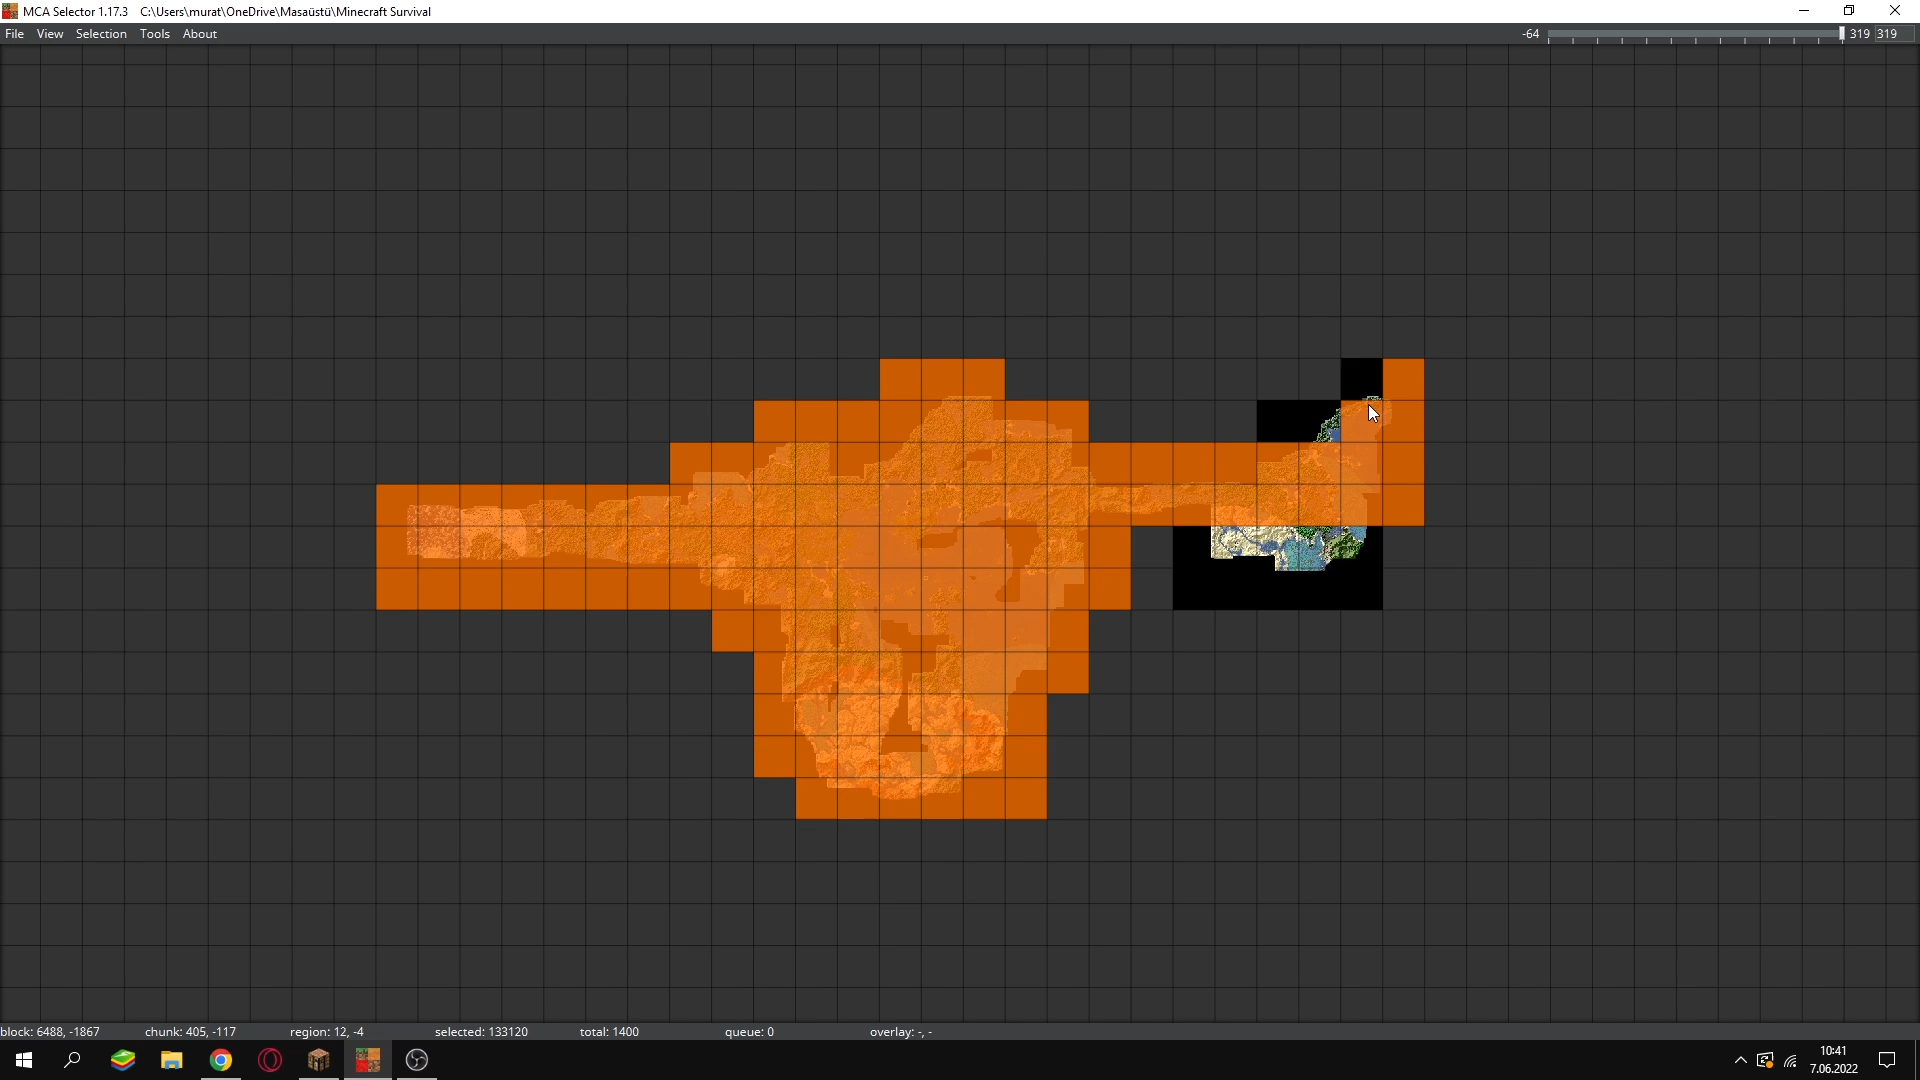 MCA Selector 1.17.3 C:\Users\murat\OneDrive\Masaüstü\Minecraft Survival
File View Selection Tools About -64 319 319
block: 6488, -1867 chunk: 405, -117 region: 12, -4 selected: 133120 total: 1400 queue: 0 overlay: -, -
10:41
7.06.2022